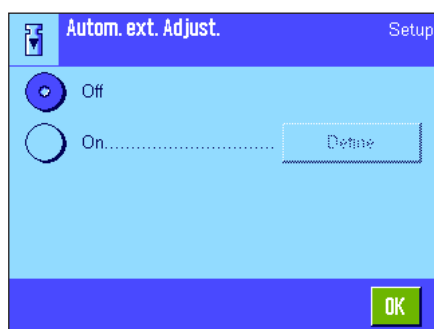 Autom. ext. Adjust. Setup
Off
On.............................. Define
OK